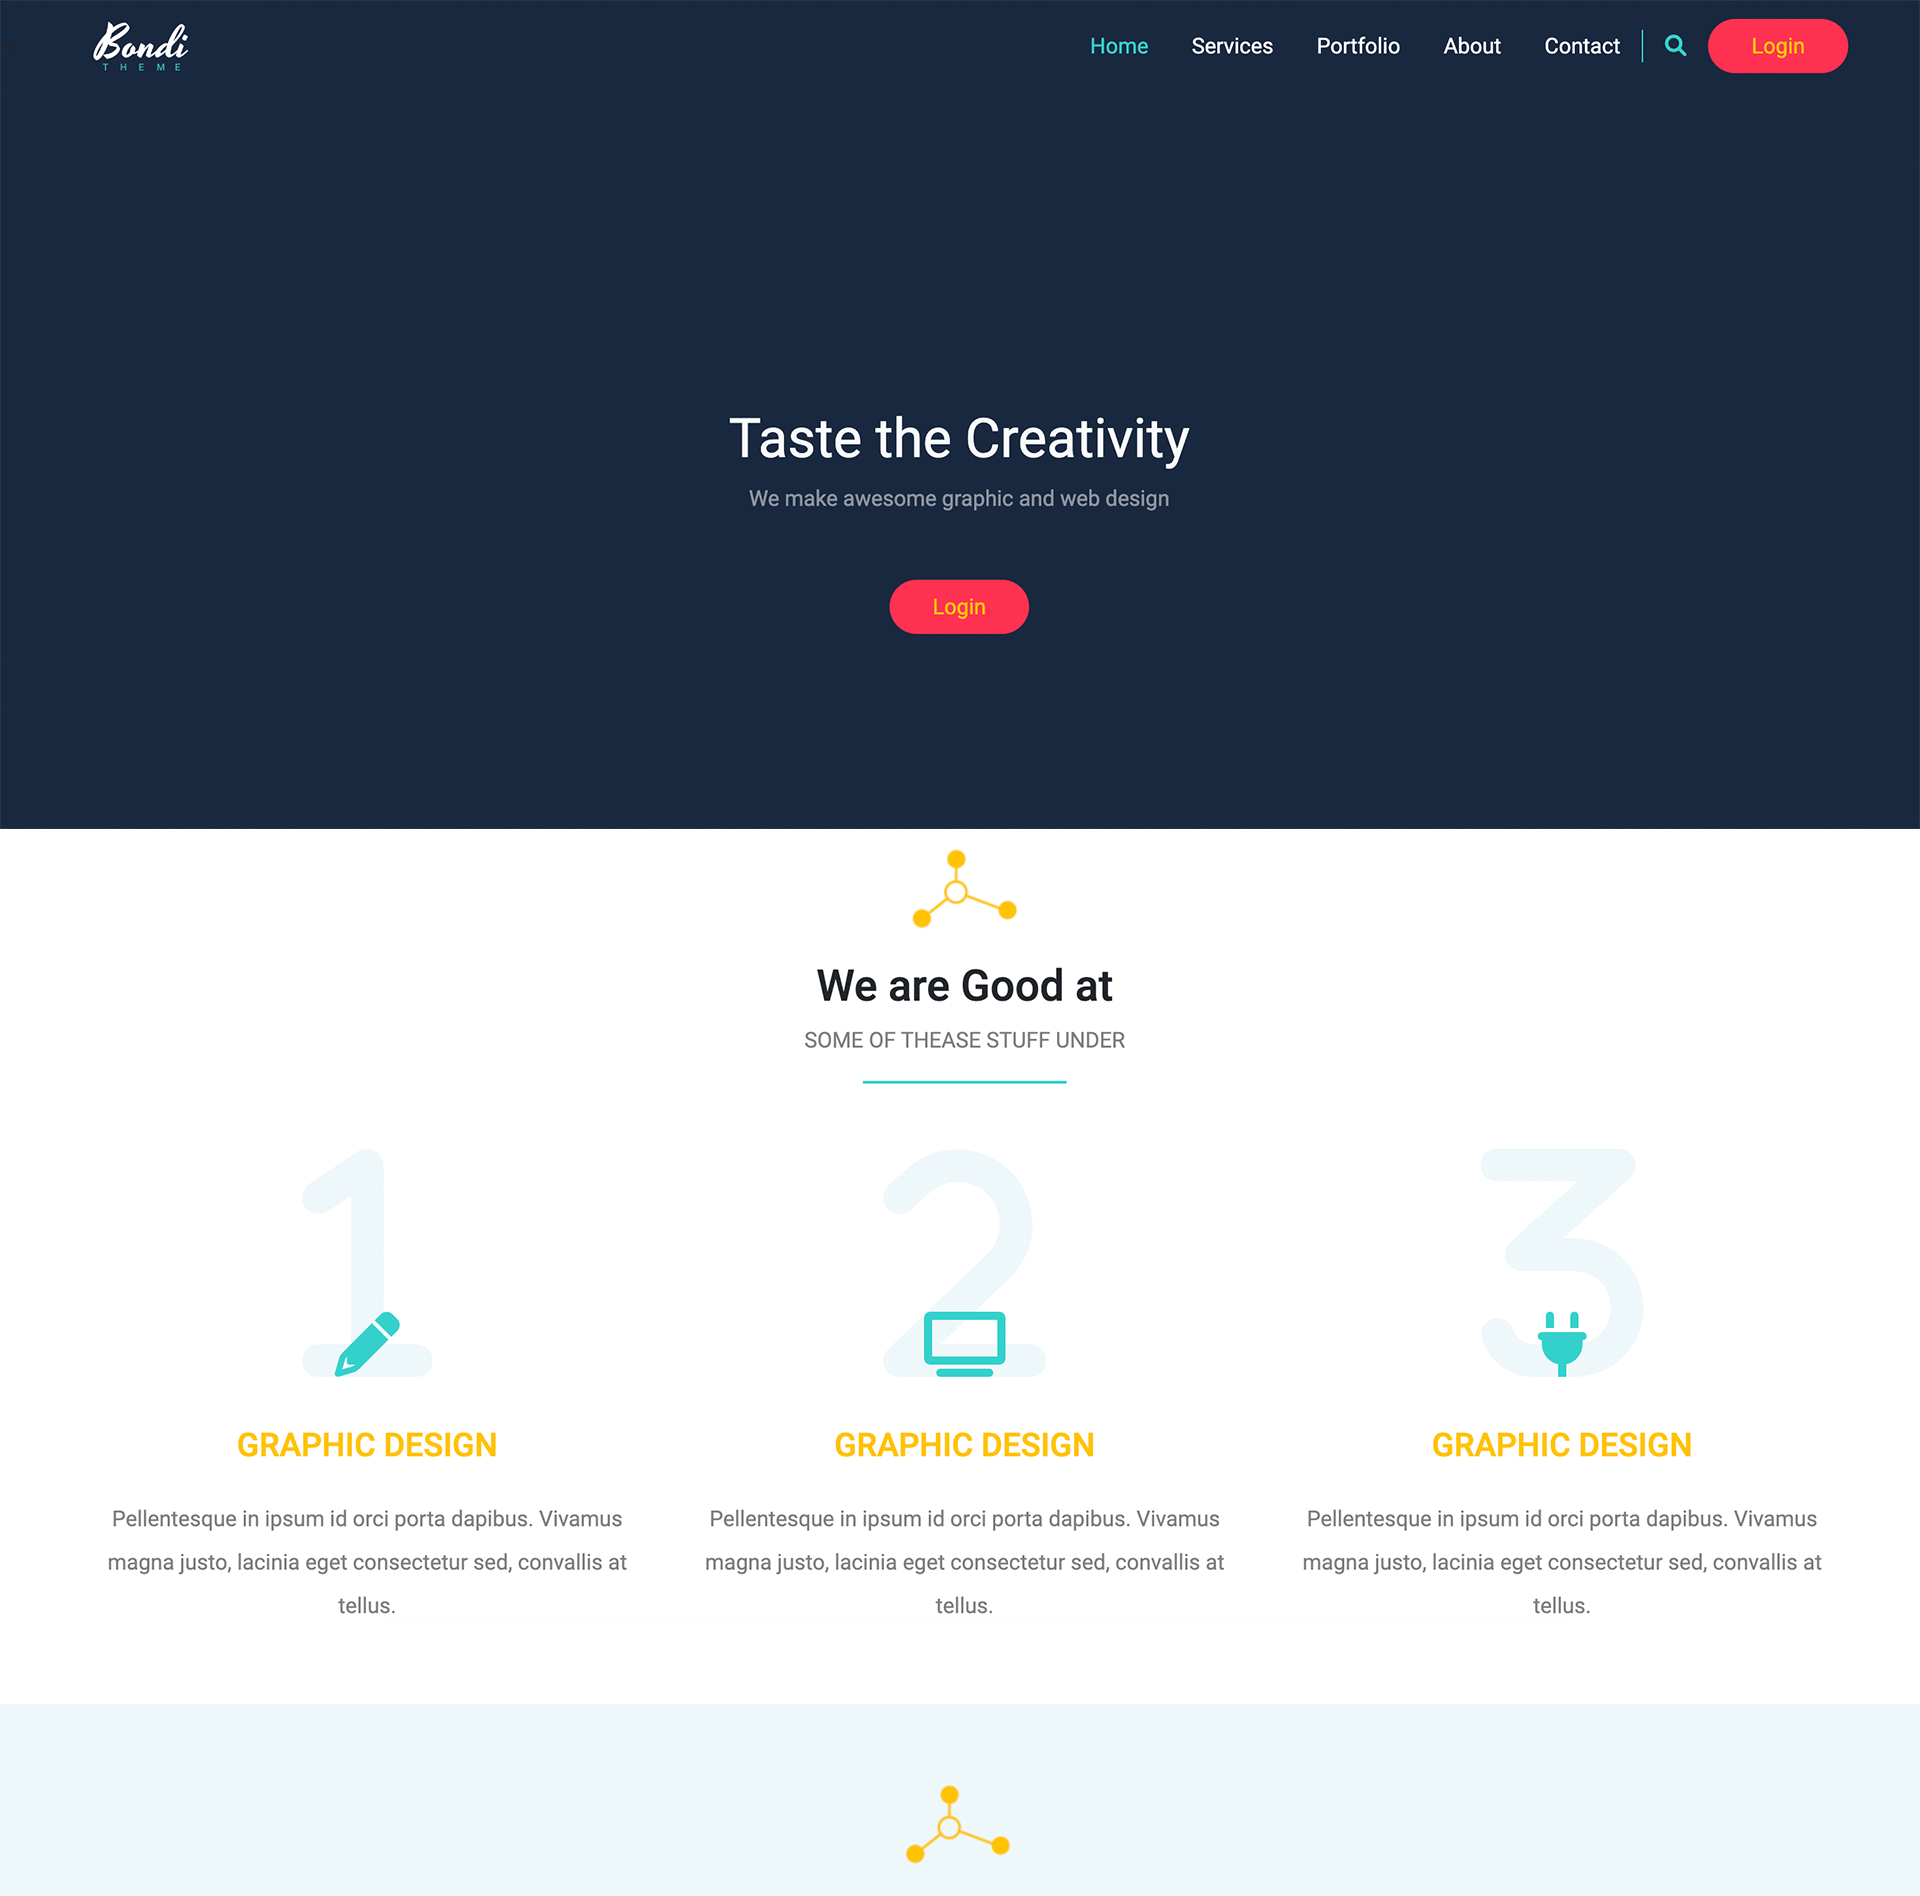 Bondi
THEME
Home Services Portfolio About Contact Login
Taste the Creativity
We make awesome graphic and web design
Login
We are Good at
SOME OF THEASE STUFF UNDER
1 2 3
GRAPHIC DESIGN
Pellentesque in ipsum id orci porta dapibus. Vivamus
magna justo, lacinia eget consectetur sed, convallis at
tellus.
GRAPHIC DESIGN
Pellentesque in ipsum id orci porta dapibus. Vivamus
magna justo, lacinia eget consectetur sed, convallis at
tellus.
GRAPHIC DESIGN
Pellentesque in ipsum id orci porta dapibus. Vivamus
magna justo, lacinia eget consectetur sed, convallis at
tellus.